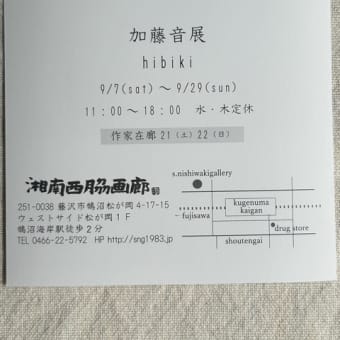 加藤音展
hibiki
9/7(sat) ～ 9/29(sun)
11：00～18：00　水・木定休
作家在廊 21（土）22（日）
湘南西脇画廊
251-0038 藤沢市鵠沼松が岡 4-17-15
ウェストサイド松が岡１Ｆ
鵠沼海岸駅徒歩２分
TEL 0466-22-5792　HP http://sng1983.jp
s.nishiwakigallery
kugenuma
kaigan
← fujisawa
drug store
shoutengai